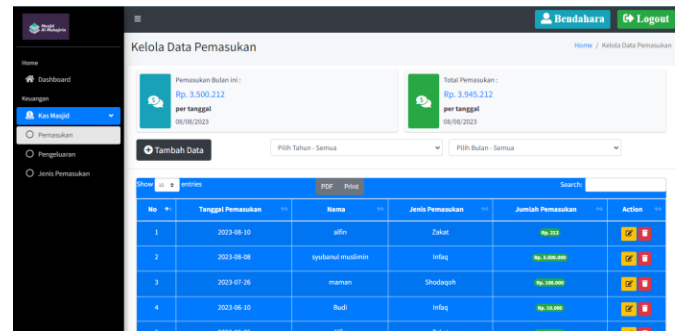 Masjid
Al-Muhajirin
Bendahara
Logout
Kelola Data Pemasukan
Home / Kelola Data Pemasukan
Home
Dashboard
Keuangan
Kas Masjid
Pemasukan
Pengeluaran
Jenis Pemasukan
Pemasukan Bulan ini :
Rp. 3.500.212
per tanggal
08/08/2023
Total Pemasukan :
Rp. 3.945.212
per tanggal
08/08/2023
Tambah Data
Pilih Tahun - Semua
Pilih Bulan - Semua
Show 10 entries
PDF Print
Search:
No Tanggal Pemasukan Nama Jenis Pemasukan Jumlah Pemasukan Action
1 2023-08-10 alfin Zakat Rp. 212
2 2023-08-08 syubanul muslimin Infaq Rp. 3.500.000
3 2023-07-26 maman Shodaqoh Rp. 100.000
4 2023-06-10 Budi Infaq Rp. 10.000